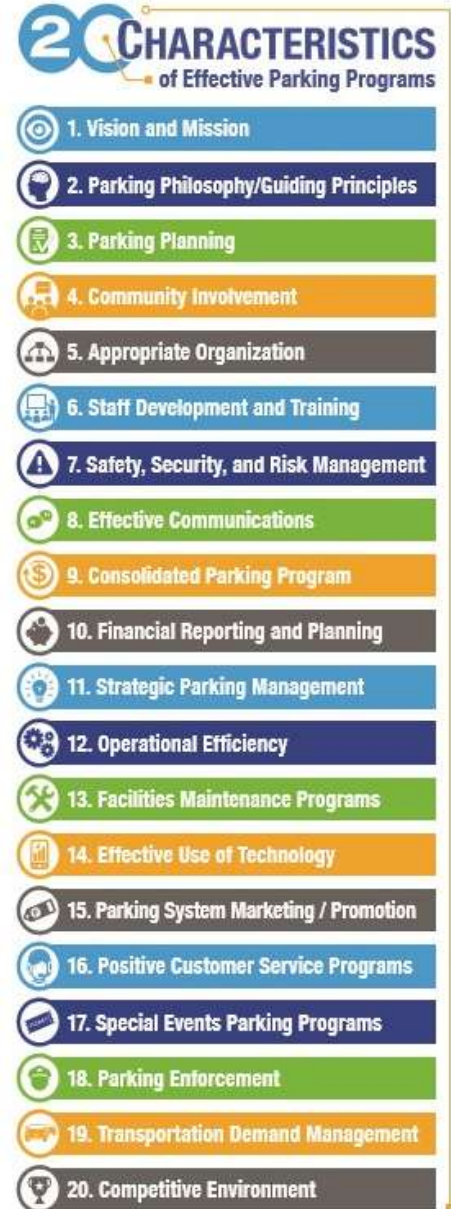 20 CHARACTERISTICS
of Effective Parking Programs
1. Vision and Mission
2. Parking Philosophy/Guiding Principles
3. Parking Planning
4. Community Involvement
5. Appropriate Organization
6. Staff Development and Training
7. Safety, Security, and Risk Management
8. Effective Communications
9. Consolidated Parking Program
10. Financial Reporting and Planning
11. Strategic Parking Management
12. Operational Efficiency
13. Facilities Maintenance Programs
14. Effective Use of Technology
15. Parking System Marketing / Promotion
16. Positive Customer Service Programs
17. Special Events Parking Programs
18. Parking Enforcement
19. Transportation Demand Management
20. Competitive Environment